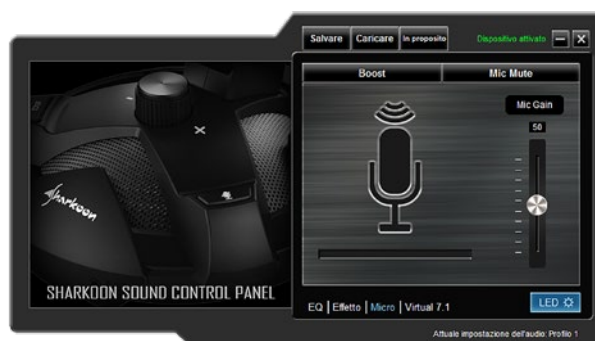 Salvare Caricare In proposito Dispositivo attivato
Boost Mic Mute
Mic Gain
50
Sharkoon
SHARKOON SOUND CONTROL PANEL
EQ | Effetto | Micro | Virtual 7.1
LED
Attuale impostazione dell'audio: Profilo 1